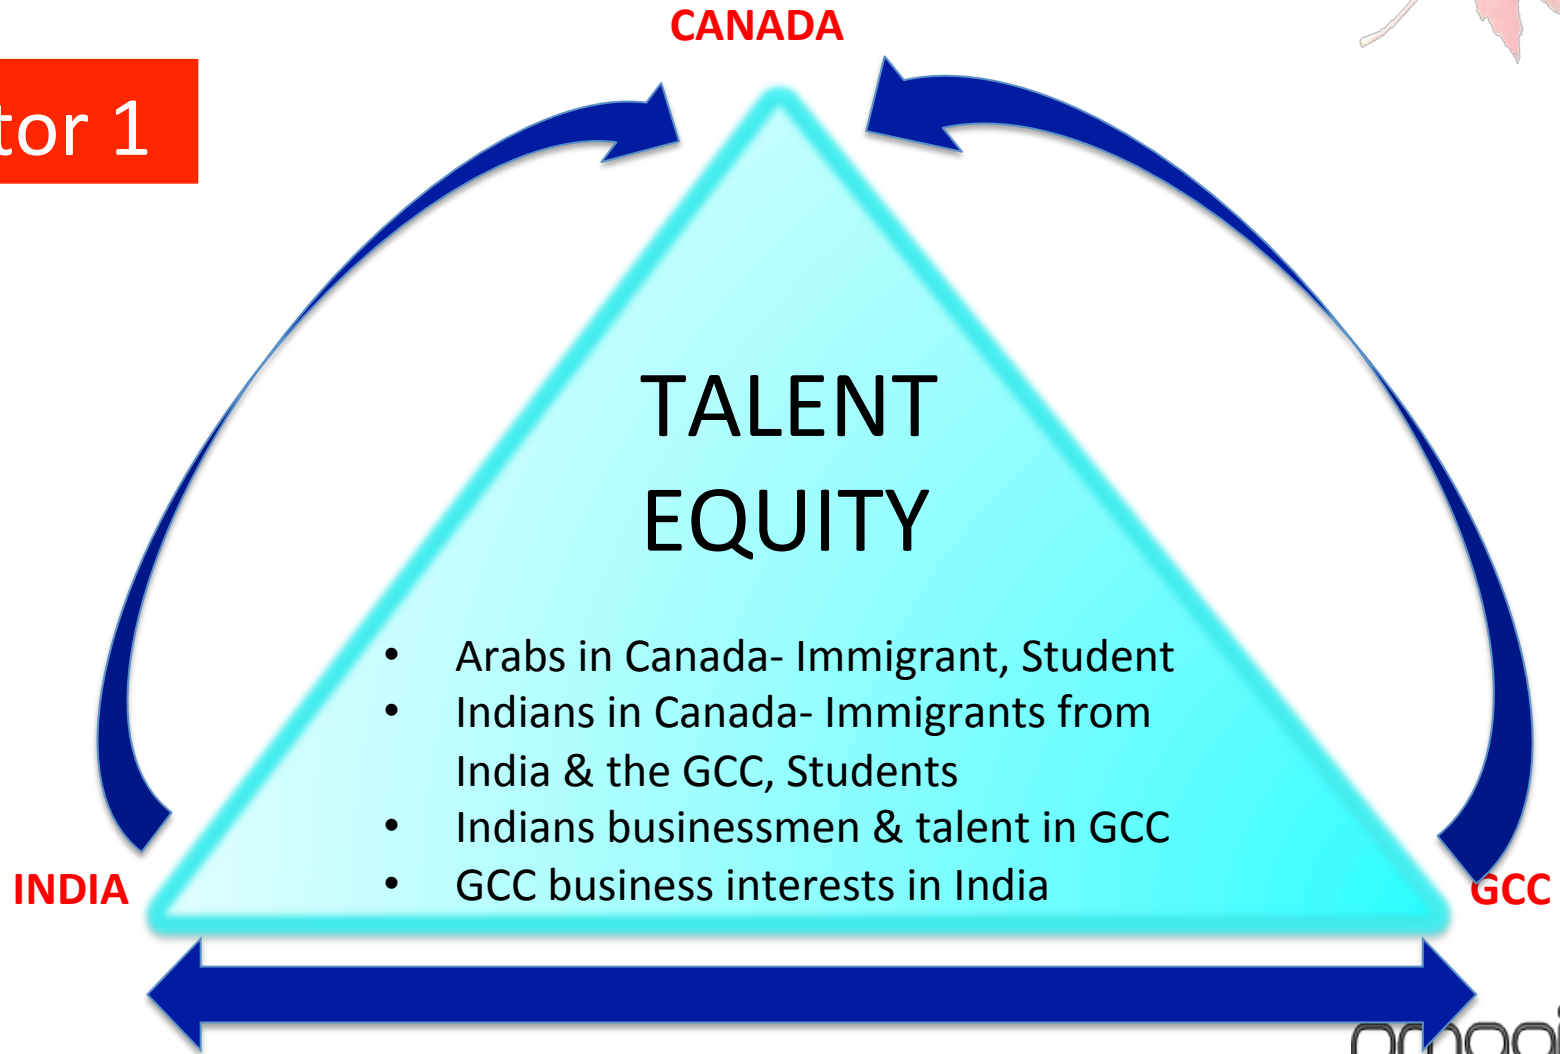 CANADA
tor 1
TALENT
EQUITY
• Arabs in Canada- Immigrant, Student
• Indians in Canada- Immigrants from
India & the GCC, Students
• Indians businessmen & talent in GCC
• GCC business interests in India
INDIA
GCC